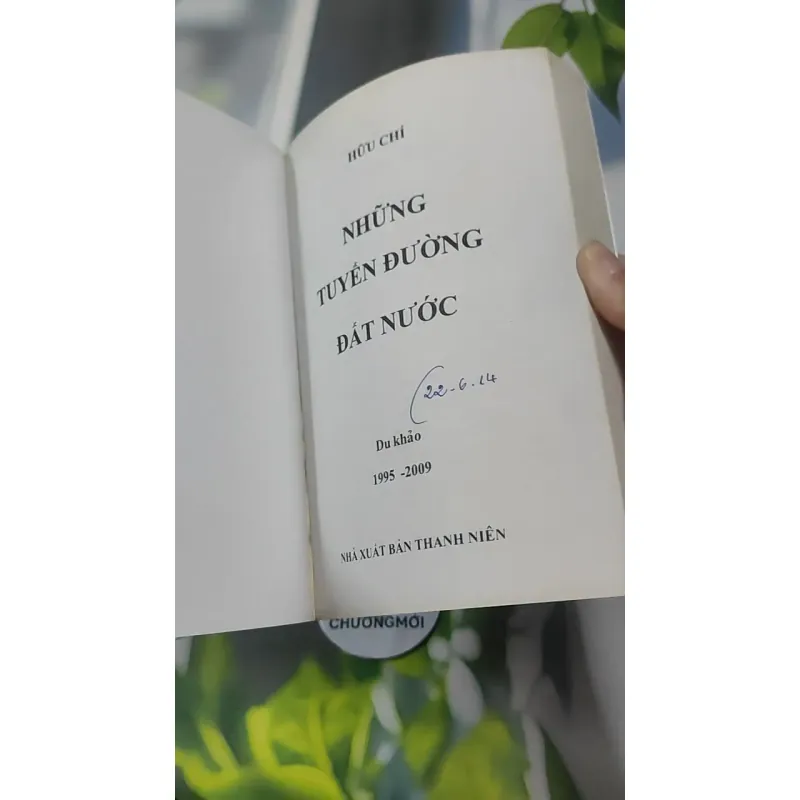 HỮU CHÍ
NHỮNG
TUYẾN ĐƯỜNG
ĐẤT NƯỚC
22-6.14
Du khảo
1995 -2009
NHÀ XUẤT BẢN THANH NIÊN
CHƯƠNGMỚI